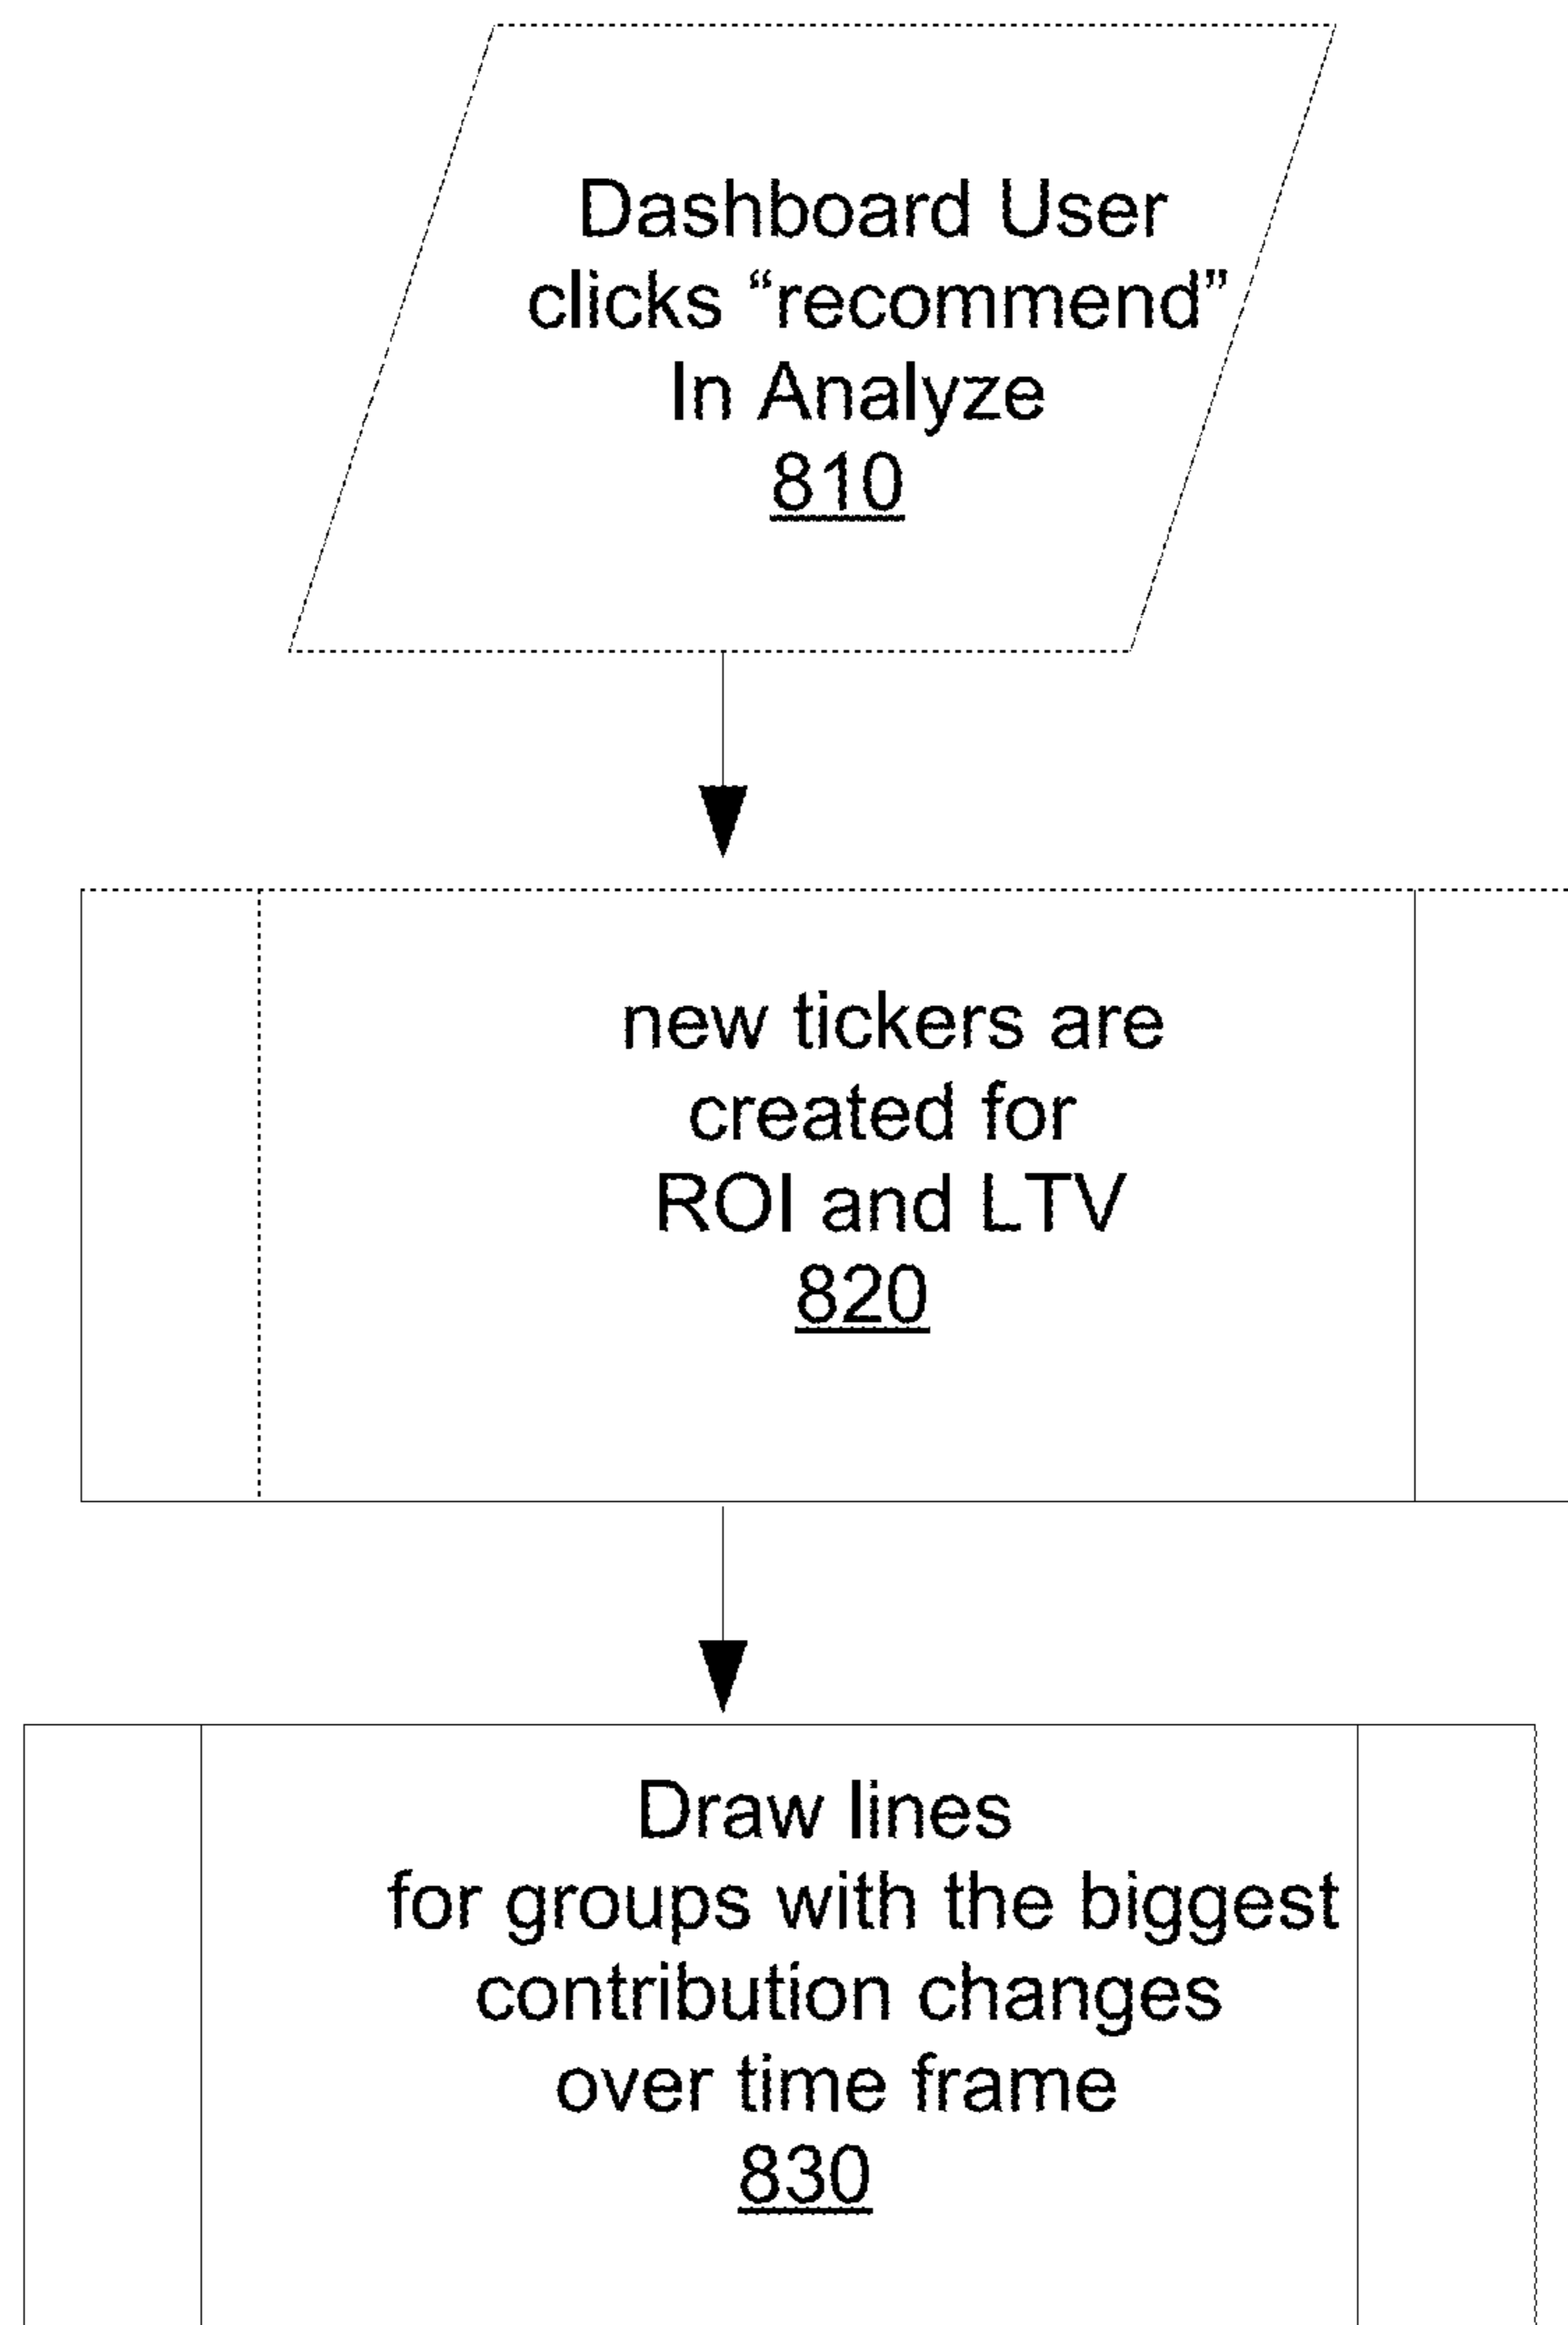 Dashboard User
clicks “recommend”
In Analyze
810
new tickers are
created for
ROI and LTV
820
Draw lines
for groups with the biggest
contribution changes
over time frame
830